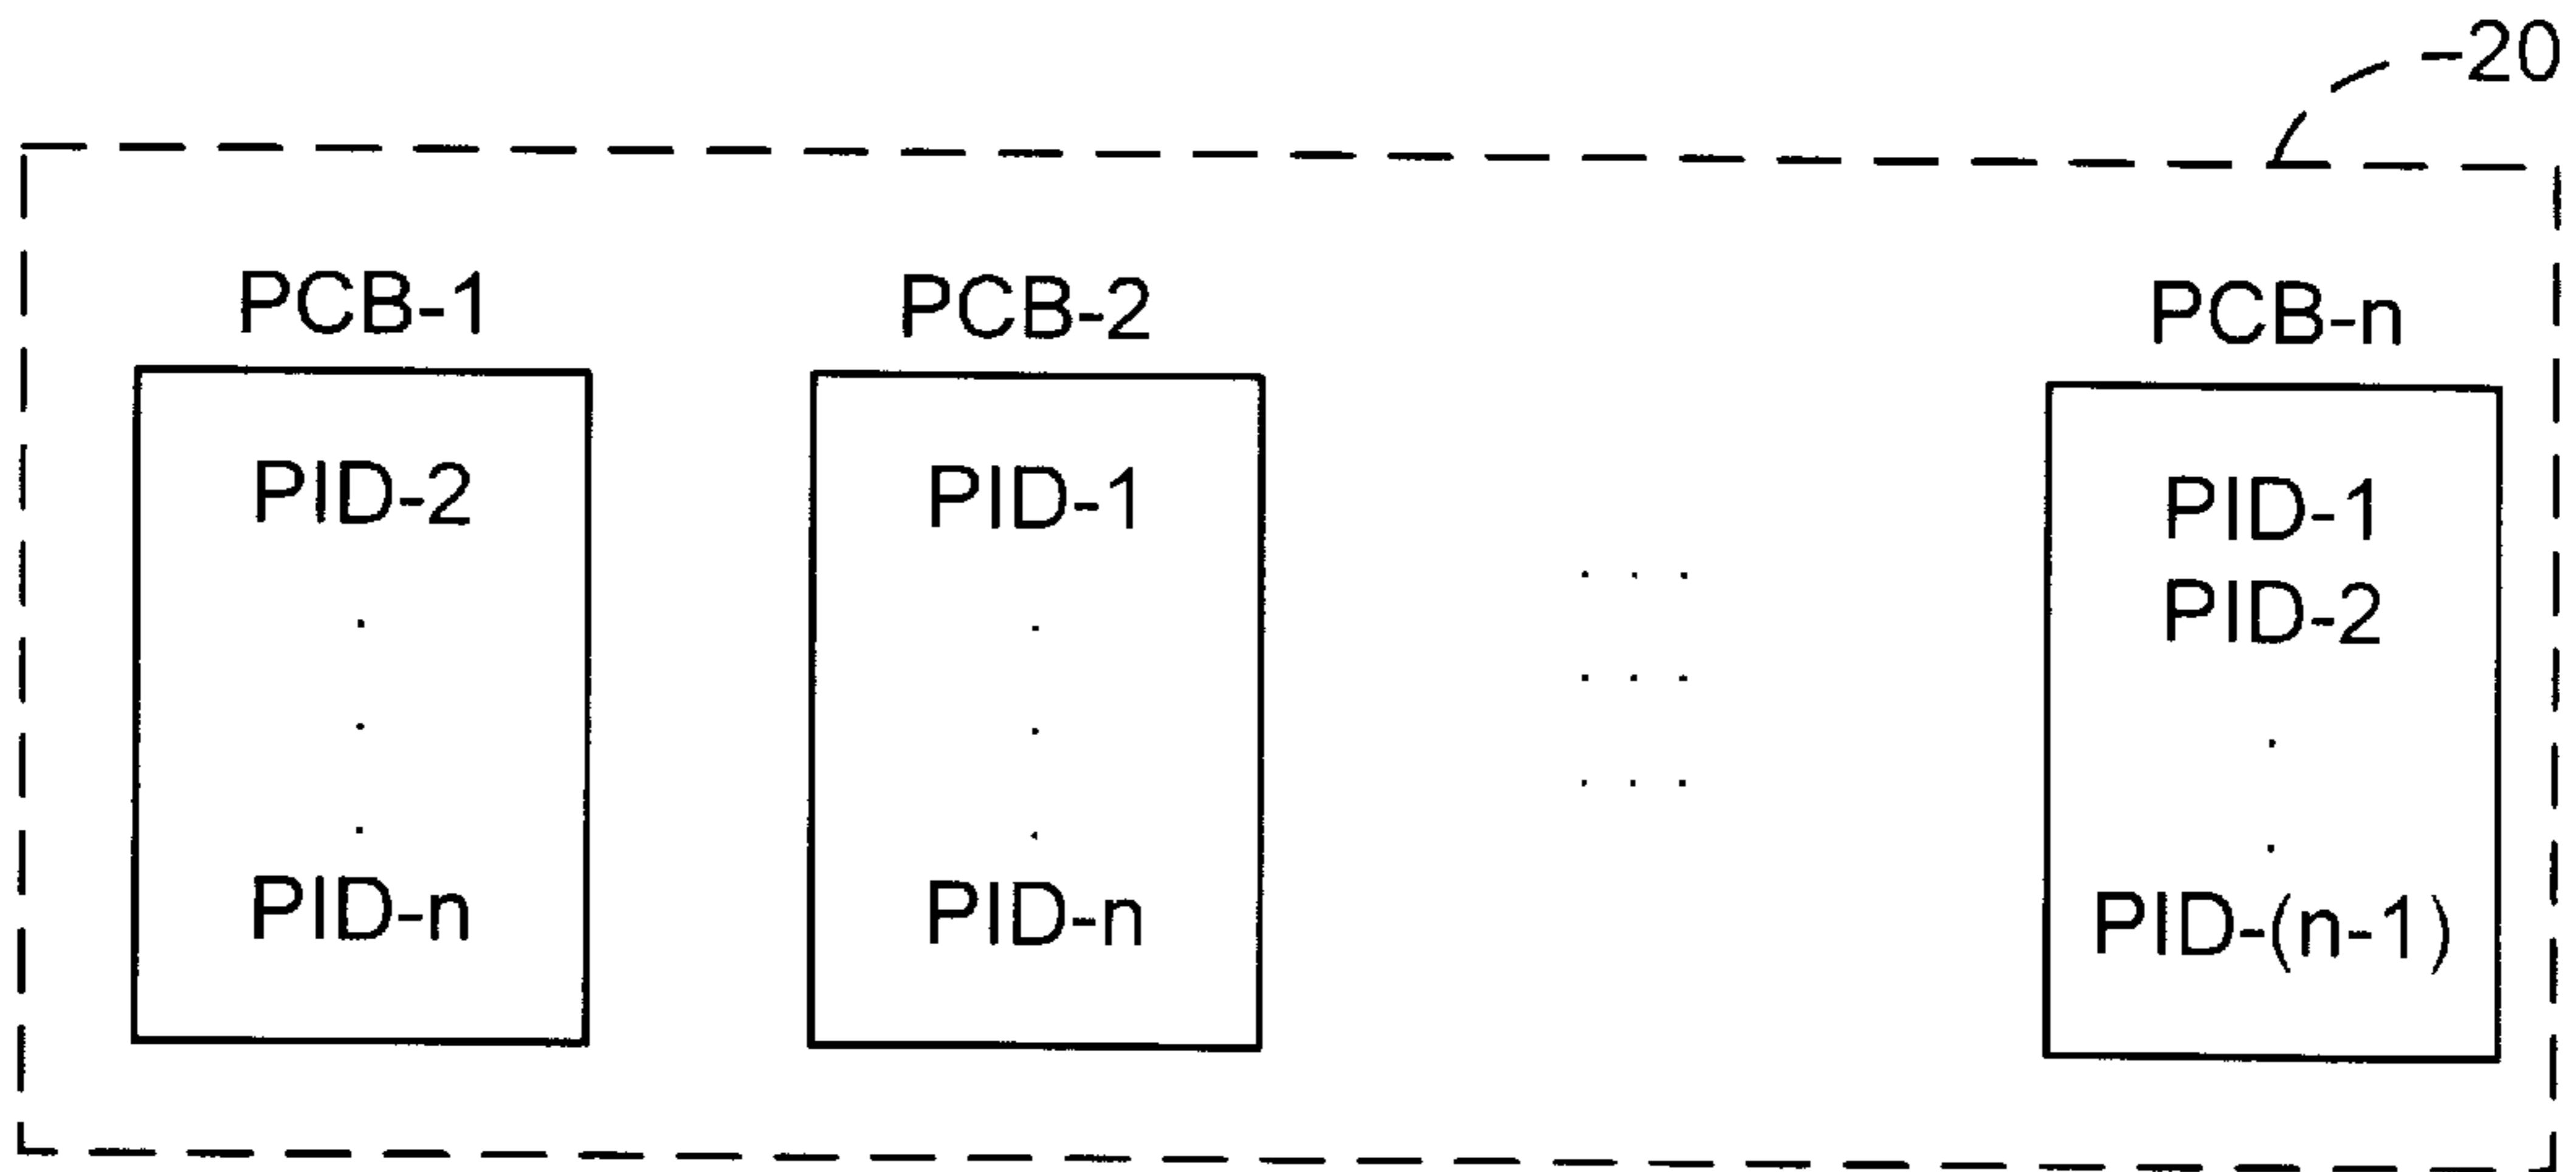 20
PCB-1
PID-2
.
.
.
PID-n
PCB-2
PID-1
.
.
.
PID-n
. . .
. . .
. . .
PCB-n
PID-1
PID-2
.
.
PID-(n-1)